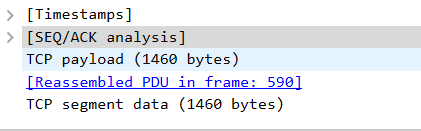 [Timestamps]
[SEQ/ACK analysis]
TCP payload (1460 bytes)
[Reassembled PDU in frame: 590]
TCP segment data (1460 bytes)